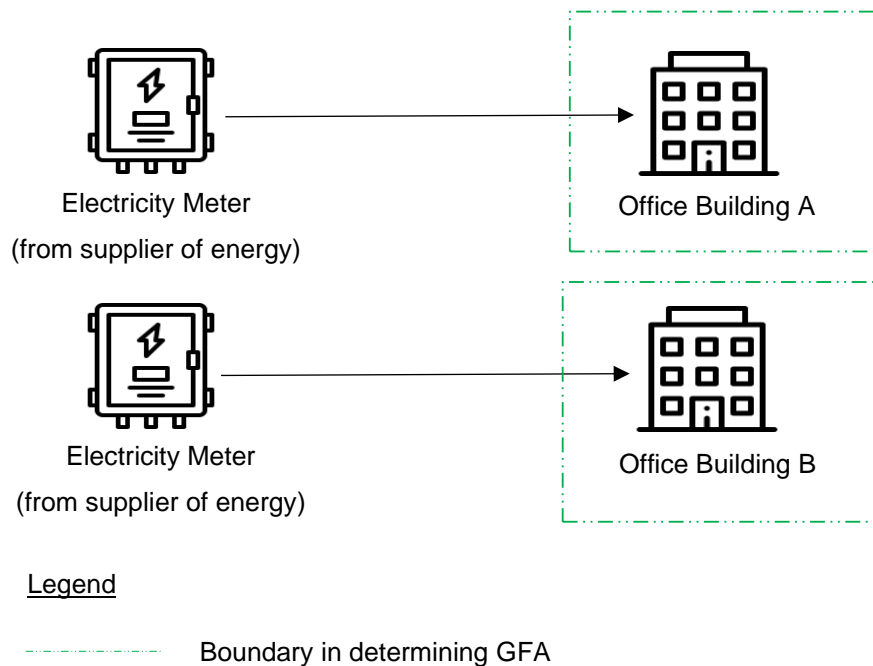 Electricity Meter
(from supplier of energy)
Office Building A
Electricity Meter
(from supplier of energy)
Office Building B
Legend
Boundary in determining GFA